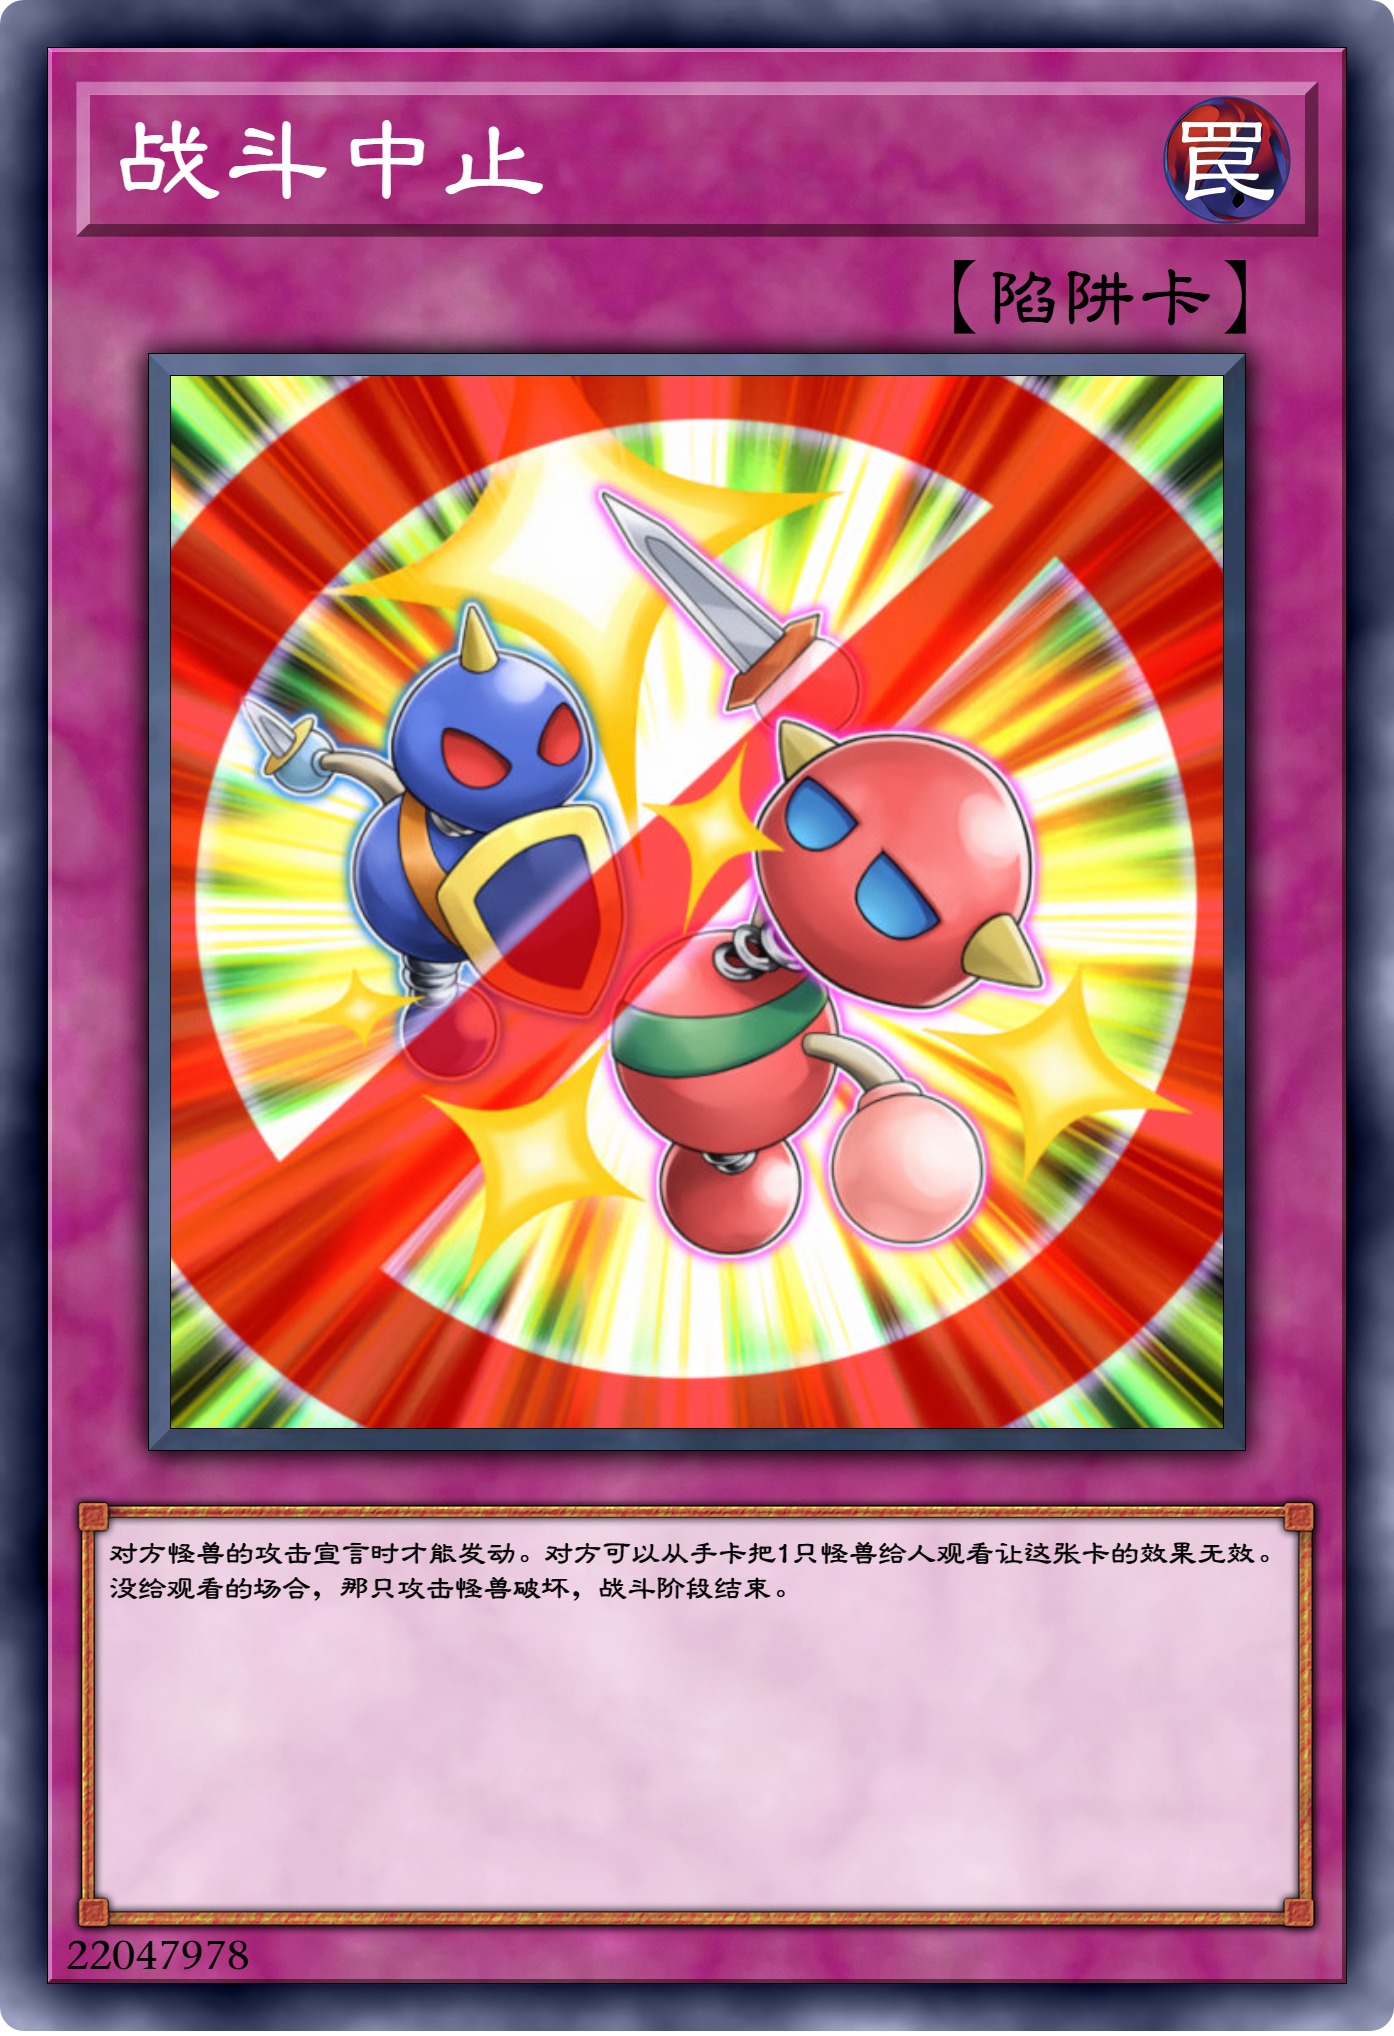 战斗中止
罠
【陷阱卡】
对方怪兽的攻击宣言时才能发动。对方可以从手卡把1只怪兽给人观看让这张卡的效果无效。
没给观看的场合，那只攻击怪兽破坏，战斗阶段结束。
22047978